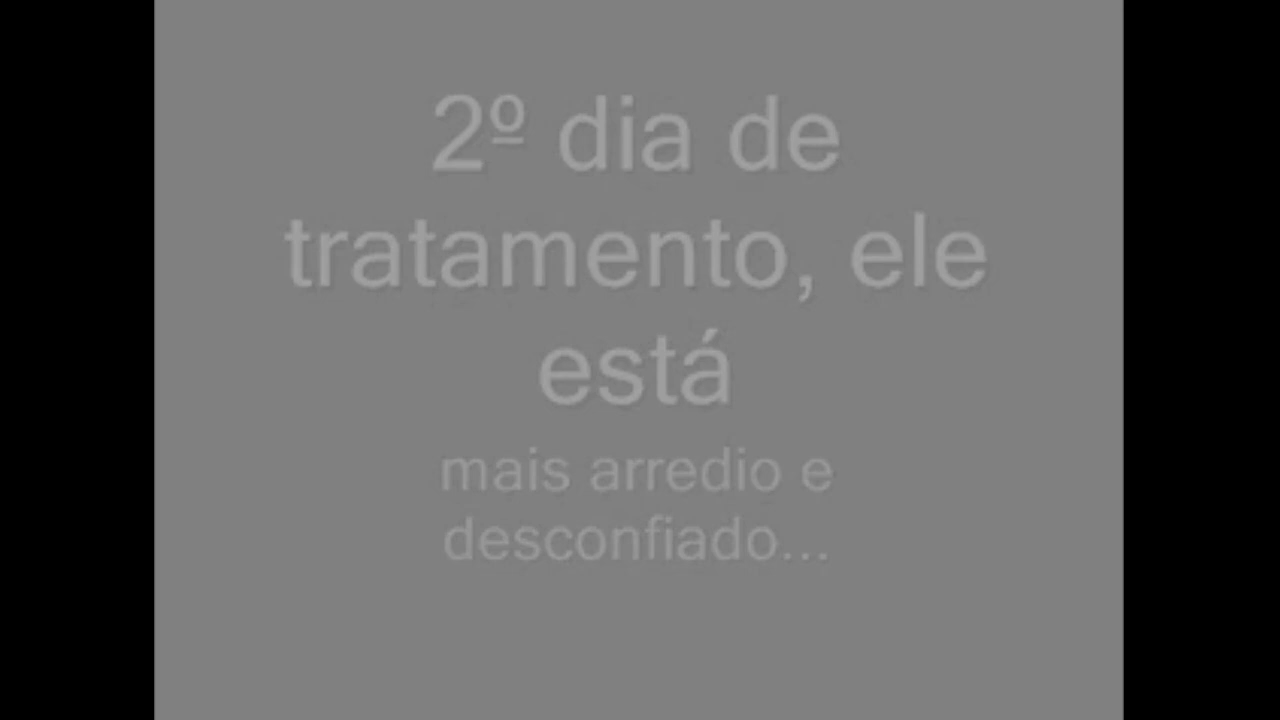 2º dia de
tratamento, ele
está
mais arredio e
desconfiado...